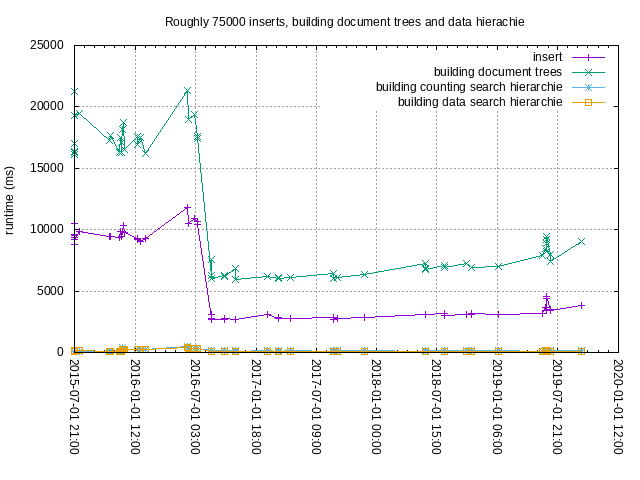 Roughly 75000 inserts, building document trees and data hierachie
25000
20000
15000
10000
5000
0
runtime (ms)
insert
building document trees
building counting search hierarchie
building data search hierarchie
2015-07-01 21:00
2016-01-01 12:00
2016-07-01 03:00
2017-01-01 18:00
2017-07-01 09:00
2018-01-01 00:00
2018-07-01 15:00
2019-01-01 06:00
2019-07-01 21:00
2020-01-01 12:00